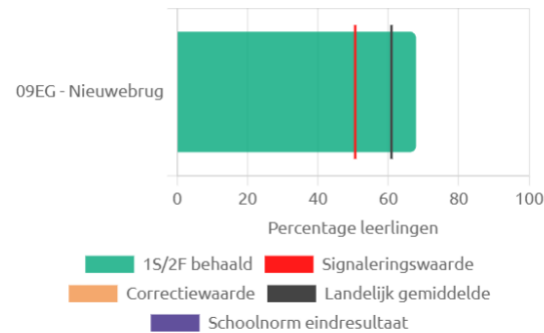 09EG - Nieuwebrug
0 20 40 60 80 100
Percentage leerlingen
1S/2F behaald Signaleringswaarde
Correctiewaarde Landelijk gemiddelde
Schoolnorm eindresultaat